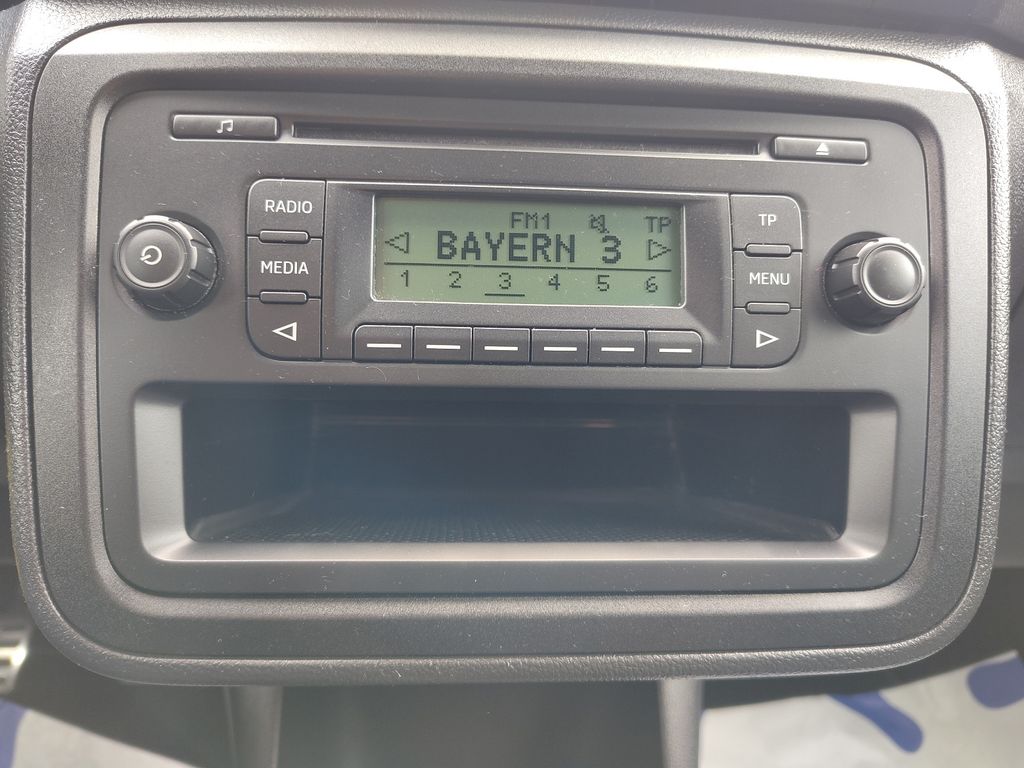 RADIO
MEDIA
FM1 TP
BAYERN 3
1 2 3 4 5 6
TP
MENU